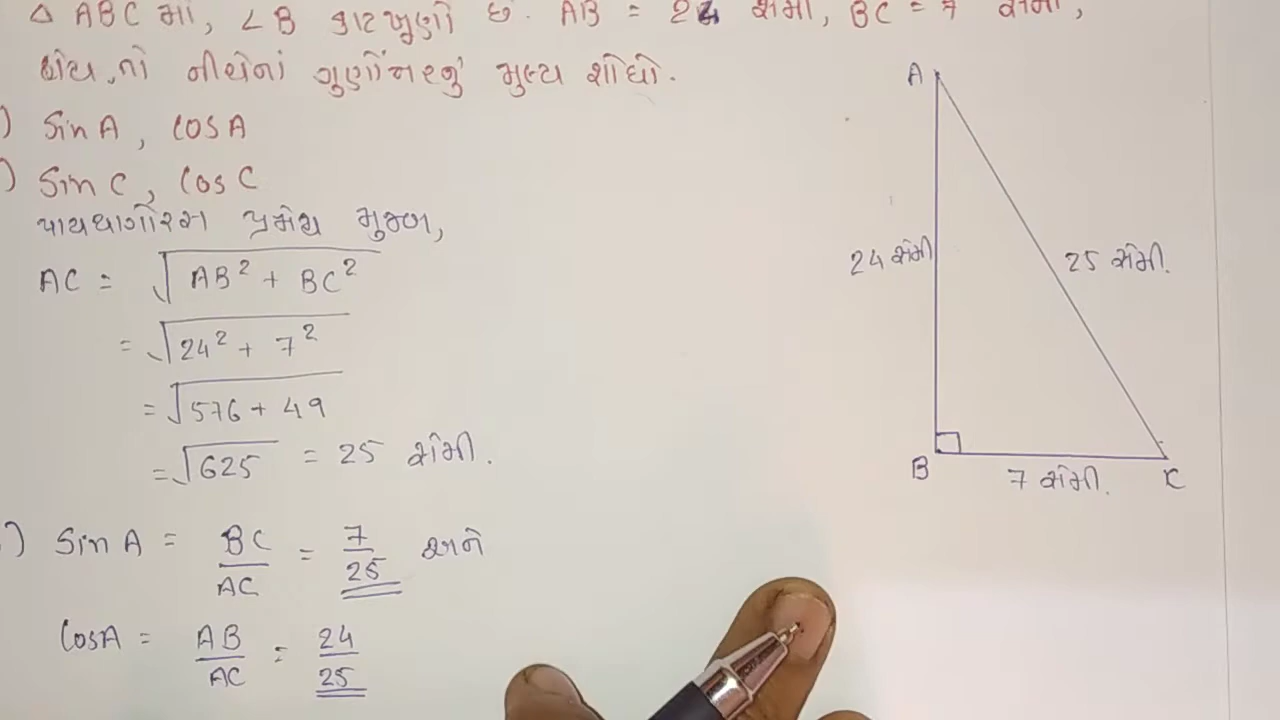 △ ABC માં, ∠B કાટખૂણો છે. AB = 24 સેમી, BC = 7 સેમી,
હોય તો નીચેનાં ગુણોત્તરનું મુલ્ય શોધો.
) Sin A, cos A
) Sin C, Cos C
પાયથાગોરસ પ્રમેય મુજબ,
AC = √AB² + BC²
= √24² + 7²
= √576 + 49
= √625 = 25 સેમી.
) Sin A = BC/AC = 7/25 અને
Cos A = AB/AC = 24/25
A
24 સેમી
25 સેમી.
B
7 સેમી.
C